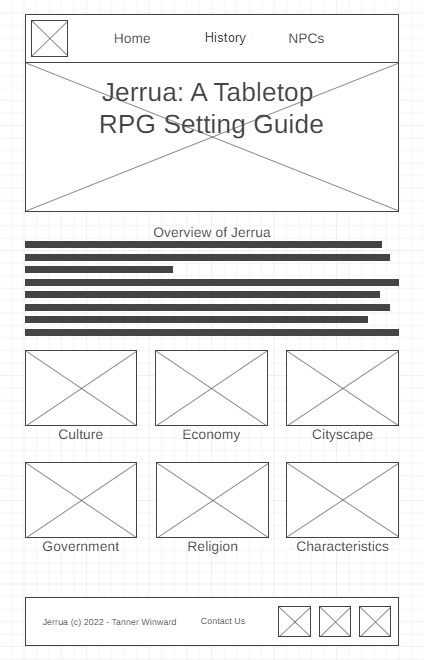 Home History NPCs
Jerrua: A Tabletop
RPG Setting Guide
Overview of Jerrua
Culture Economy Cityscape
Government Religion Characteristics
Jerrua (c) 2022 - Tanner Winward Contact Us